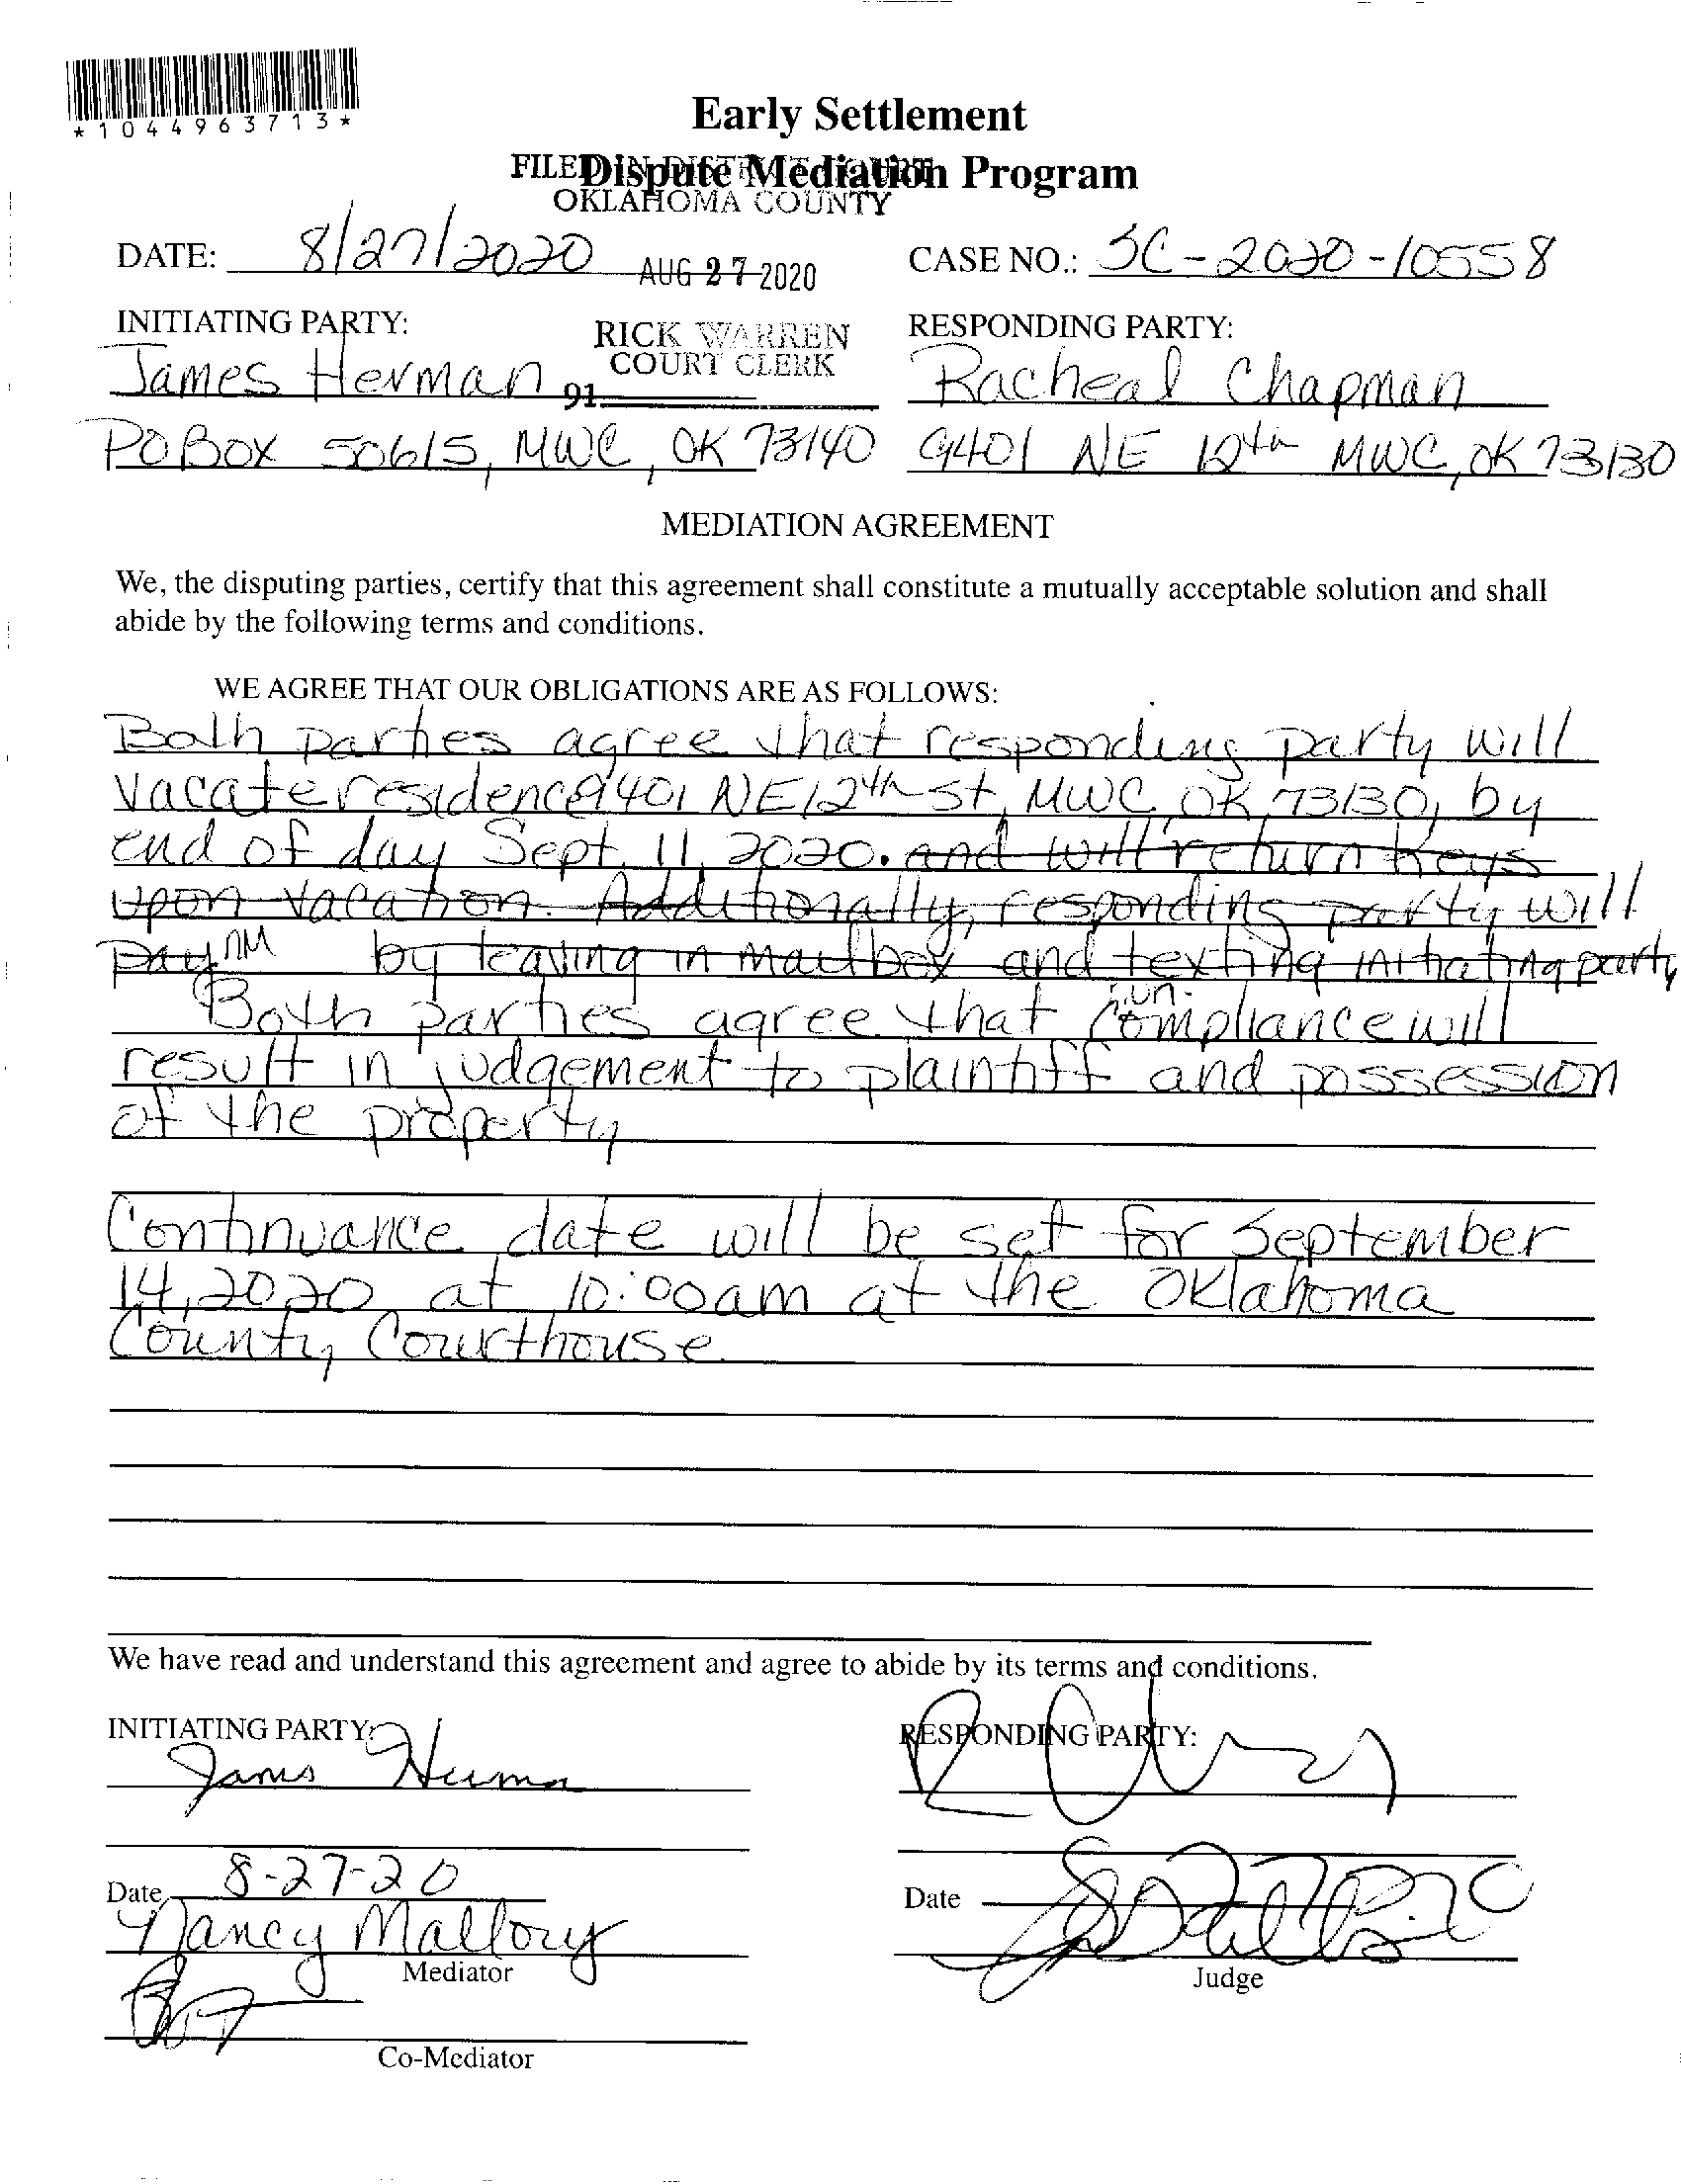 *1044963713*
Early Settlement
Dispute Mediation Program
FILED IN DISTRICT COURT
OKLAHOMA COUNTY
DATE: 8/27/2020 AUG 27 2020 CASE NO.: SC-2020-10558
INITIATING PARTY: RICK WARREN RESPONDING PARTY:
COURT CLERK
James Herman 91 Racheal Chapman
PO BOX 50615, MWC, OK 73140 9401 NE 12th MWC, OK 73130
MEDIATION AGREEMENT
We, the disputing parties, certify that this agreement shall constitute a mutually acceptable solution and shall
abide by the following terms and conditions.
WE AGREE THAT OUR OBLIGATIONS ARE AS FOLLOWS:
Both parties agree that responding party will
vacate residence 9401 NE 12th St, MWC, OK, 73130, by
end of day Sept. 11, 2020. and will return keys
upon vacation. Additionally, responding party will
pay NM by leaving in mailbox and texting initiating party
Both parties agree that compliance will
result in judgement to plaintiff and possession
of the property
Continuance date will be set for September
14, 2020 at 10:00am at the Oklahoma
County Courthouse.
We have read and understand this agreement and agree to abide by its terms and conditions.
INITIATING PARTY: RESPONDING PARTY:
James Herman
Date 8-27-20 Date
Nancy Mallory
Mediator Judge
Co-Mediator